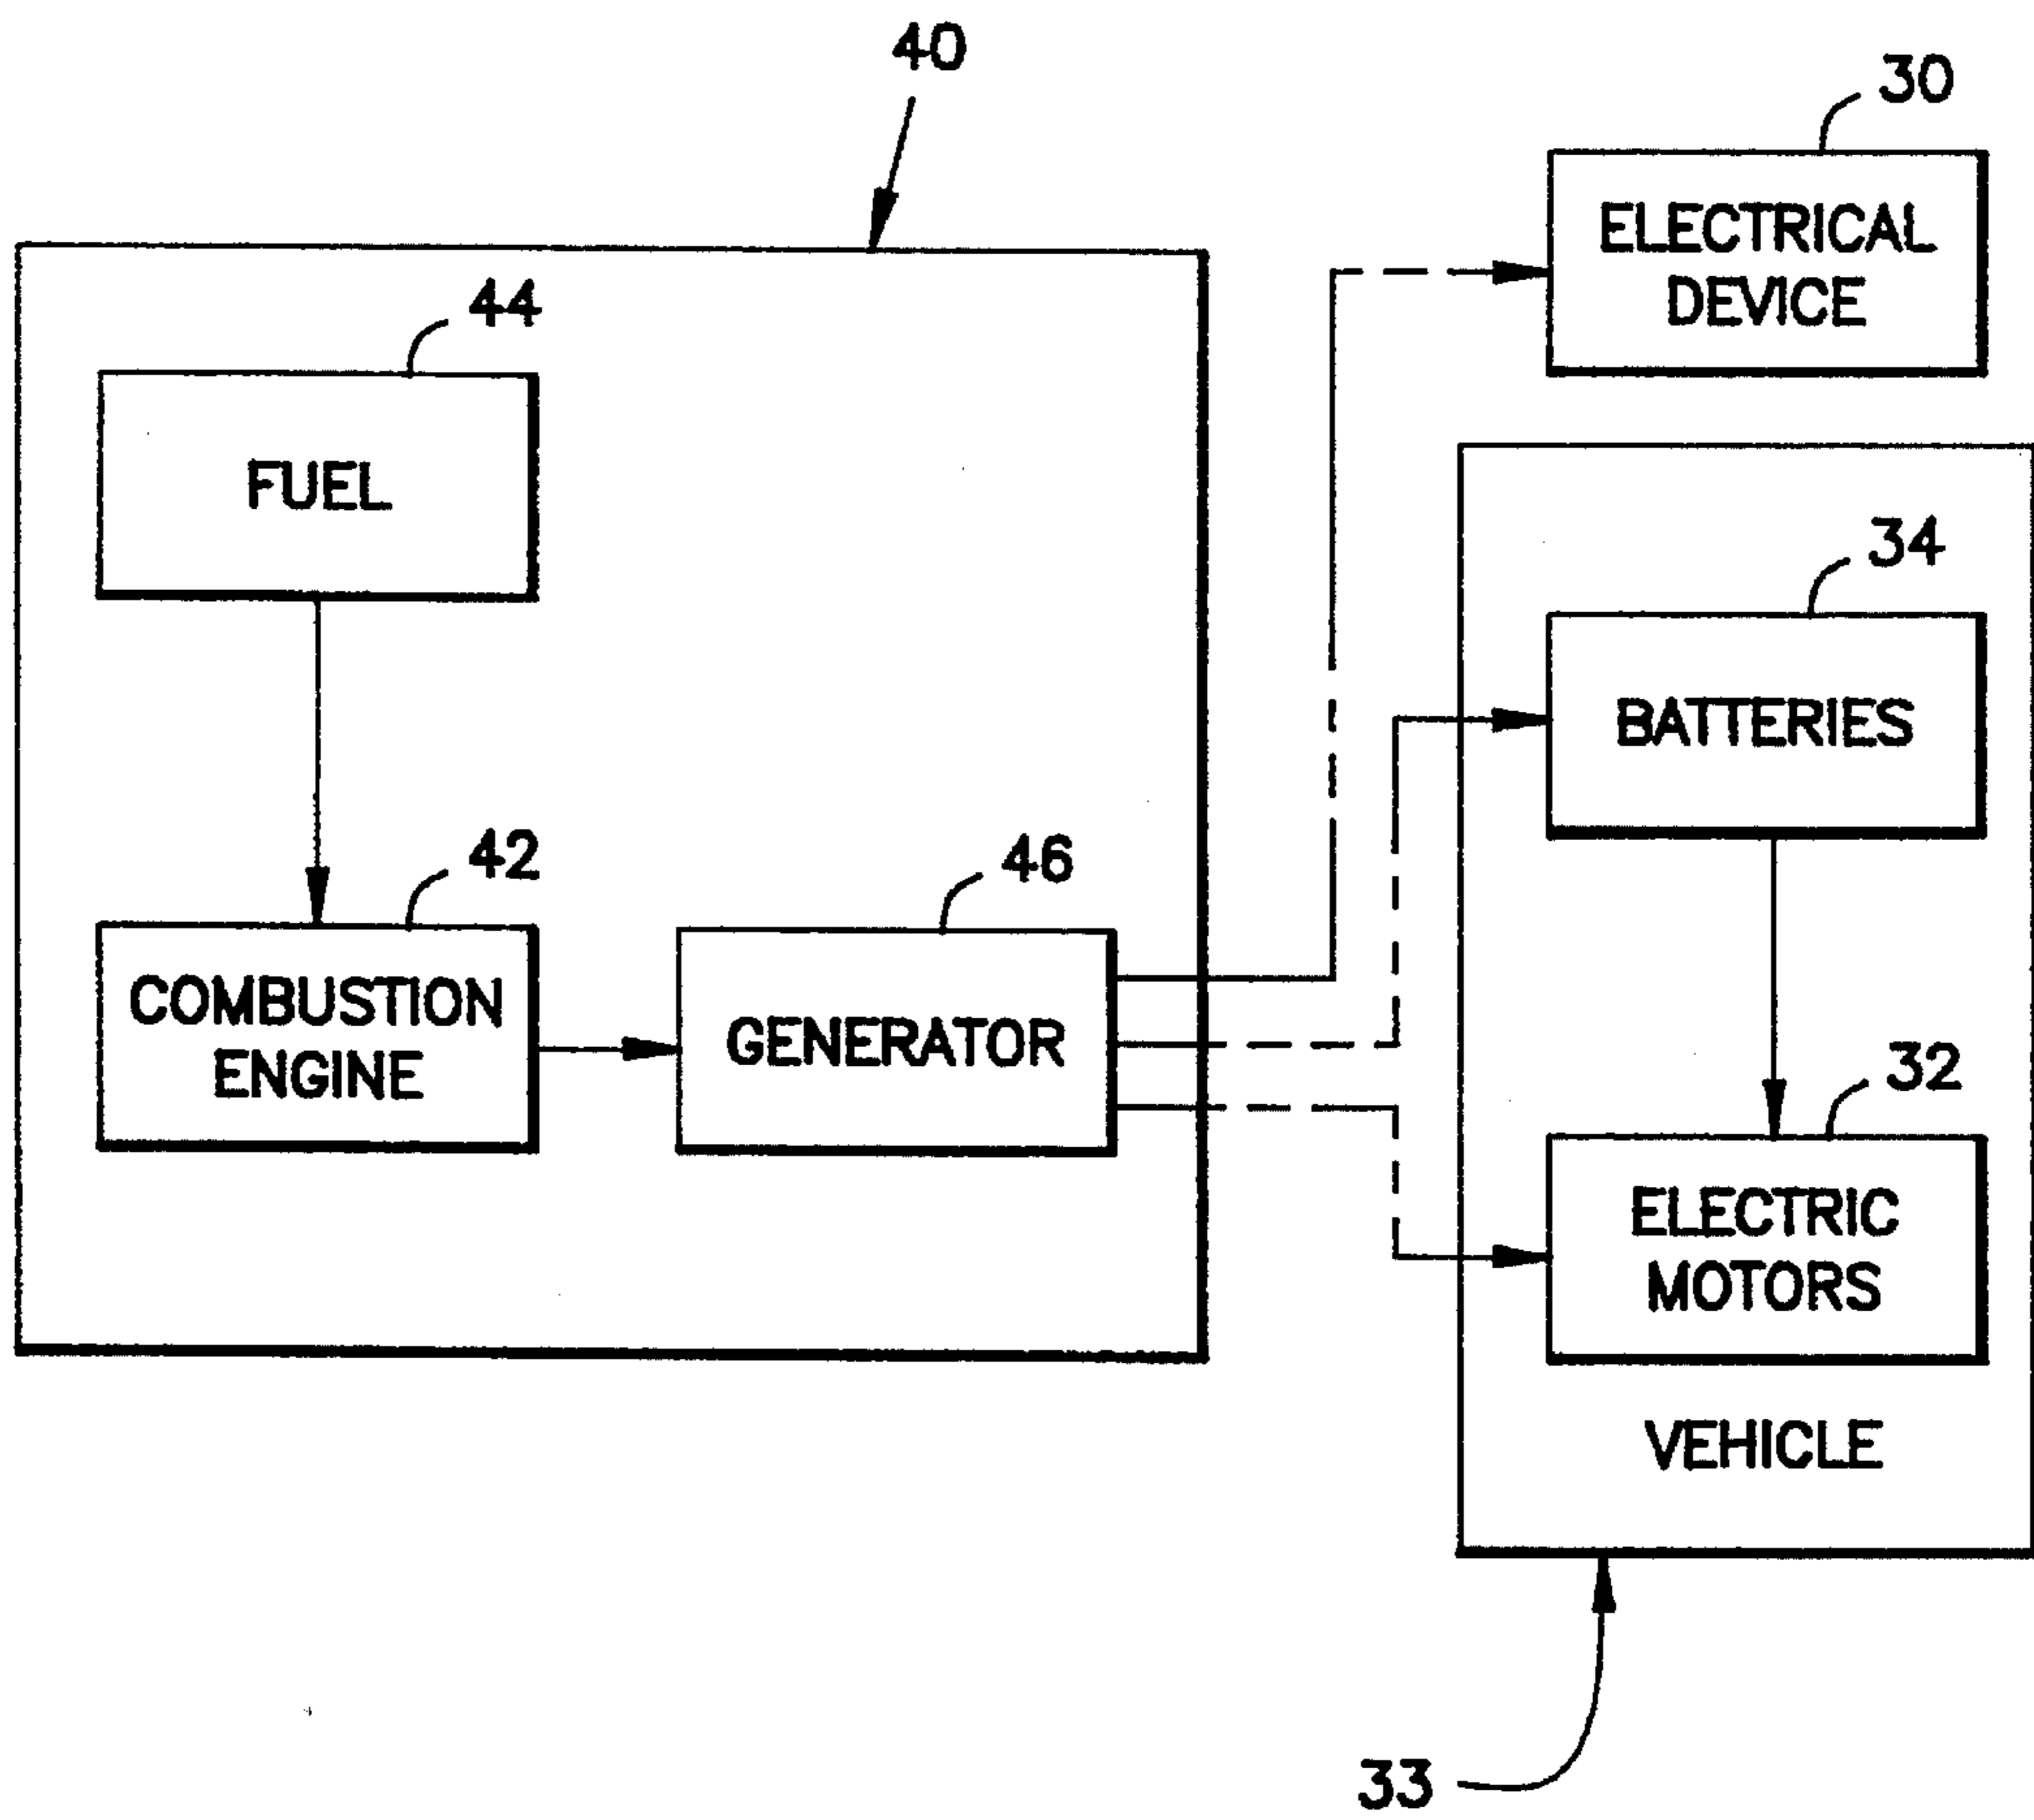 40
30
ELECTRICAL
DEVICE
44
FUEL
34
BATTERIES
42
COMBUSTION
ENGINE
46
GENERATOR
32
ELECTRIC
MOTORS
VEHICLE
33